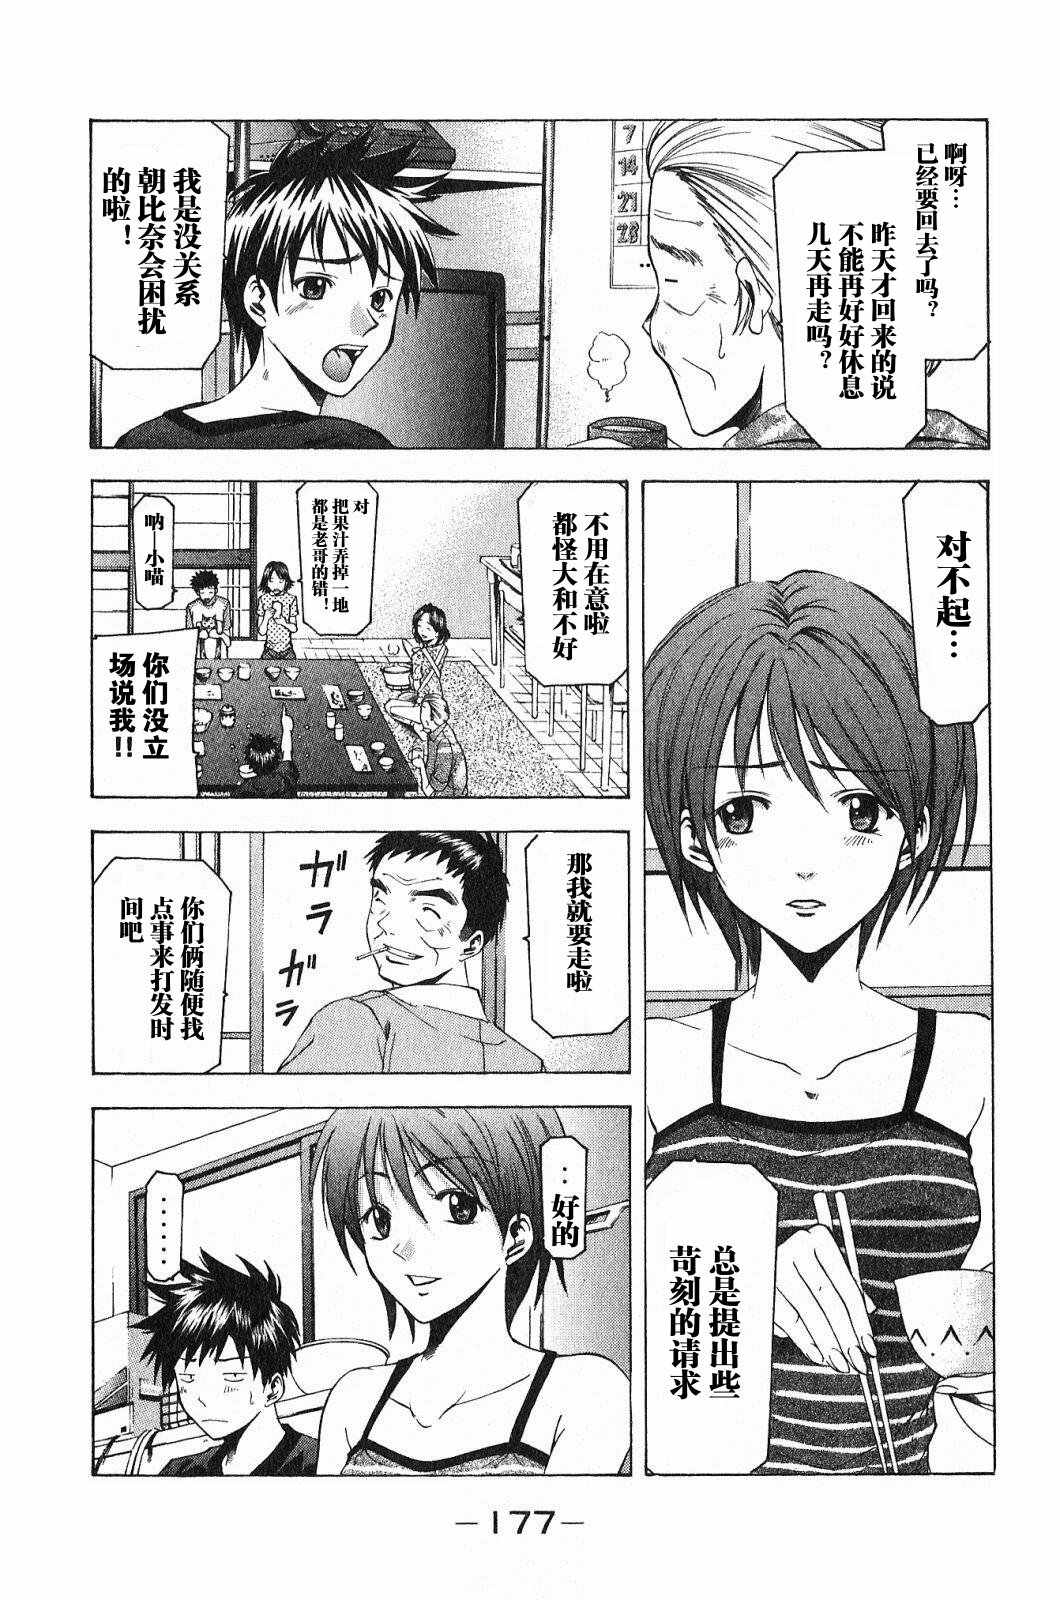 啊呀…
已经要回去了吗?
昨天才回来的说
不能再好好休息
几天再走吗?
7
14
21
28
我是没关系
朝比奈会困扰
的啦!
对不起…
总是提出些
苛刻的请求
不用在意啦
都怪大和不好
对
把果汁弄掉一地
都是老哥的错!
呐—小喵
你们没立
场说我!!
那我就要走啦
ガラ
ガラ
你们俩随便找
点事来打发时
间吧
…好的
……
—177—